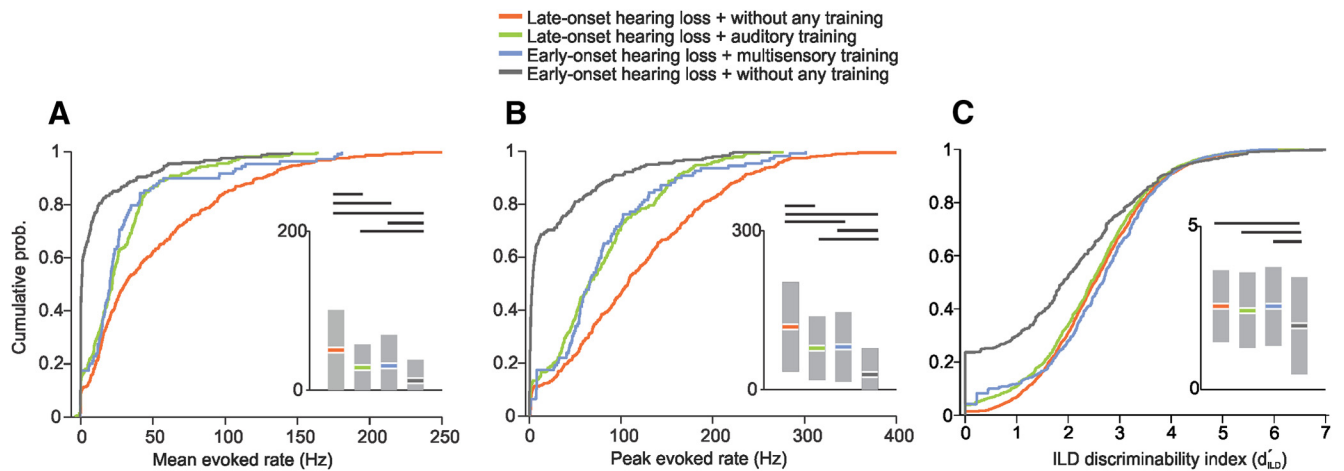 Late-onset hearing loss + without any training
Late-onset hearing loss + auditory training
Early-onset hearing loss + multisensory training
Early-onset hearing loss + without any training
A
Cumulative prob.
1
0.8
0.6
0.4
0.2
0
0 50 100 150 200 250
Mean evoked rate (Hz)
200
0
B
1
0.8
0.6
0.4
0.2
0
0 100 200 300 400
Peak evoked rate (Hz)
300
0
C
1
0.8
0.6
0.4
0.2
0
0 1 2 3 4 5 6 7
ILD discriminability index (d′ILD)
5
0